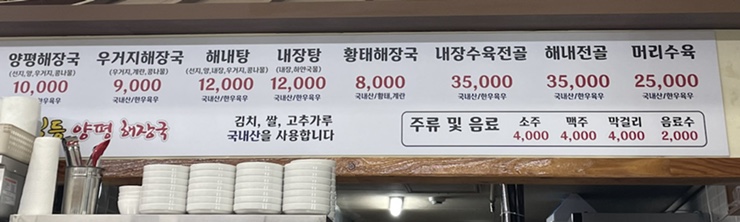 양평해장국 우거지해장국 해내탕 내장탕 황태해장국 내장수육전골 해내전골 머리수육
(선지,양,우거지,콩나물) (우거지,계란,콩나물) (선지,양,내장,우거지,콩나물) (내장,하얀국물)
10,000 9,000 12,000 12,000 8,000 35,000 35,000 25,000
국내산/한우육우 국내산/한우육우 국내산/한우육우 국내산/황태,계란 국내산/한우육우 국내산/한우육우 국내산/한우육우
양평 해장국
김치, 쌀, 고추가루
국내산을 사용합니다
주류 및 음료 소주 맥주 막걸리 음료수
4,000 4,000 4,000 2,000